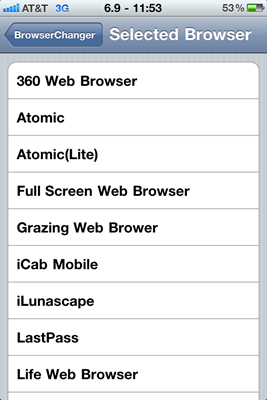 AT&T 3G 6.9 - 11:53 53%
BrowserChanger Selected Browser
360 Web Browser
Atomic
Atomic(Lite)
Full Screen Web Browser
Grazing Web Brower
iCab Mobile
iLunascape
LastPass
Life Web Browser